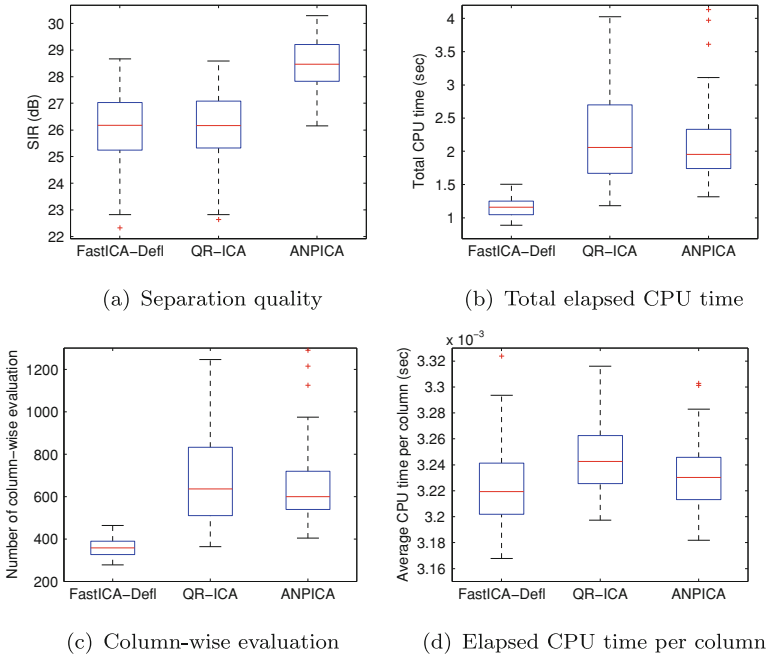 SIR (dB)
30
29
28
27
26
25
24
23
22
FastICA−Defl QR−ICA ANPICA
(a) Separation quality
Total CPU time (sec)
4
3.5
3
2.5
2
1.5
1
FastICA−Defl QR−ICA ANPICA
(b) Total elapsed CPU time
Number of column−wise evaluation
1200
1000
800
600
400
200
FastICA−Defl QR−ICA ANPICA
(c) Column-wise evaluation
x 10−3
Average CPU time per column (sec)
3.32
3.3
3.28
3.26
3.24
3.22
3.2
3.18
3.16
FastICA−Defl QR−ICA ANPICA
(d) Elapsed CPU time per column